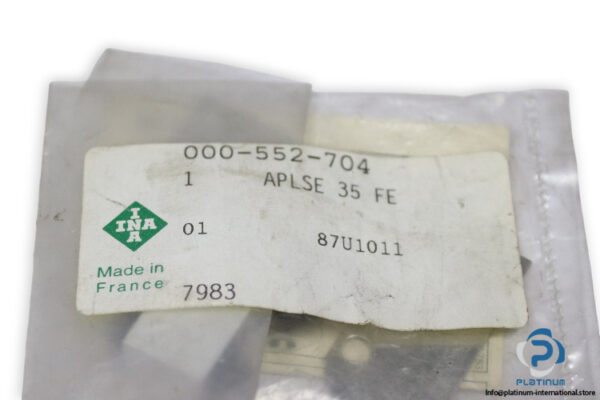 000-552-704
1 APLSE 35 FE
INA
INA
01 87U1011
Made in
France
7983
PLATINUM
info@platinum-international.store